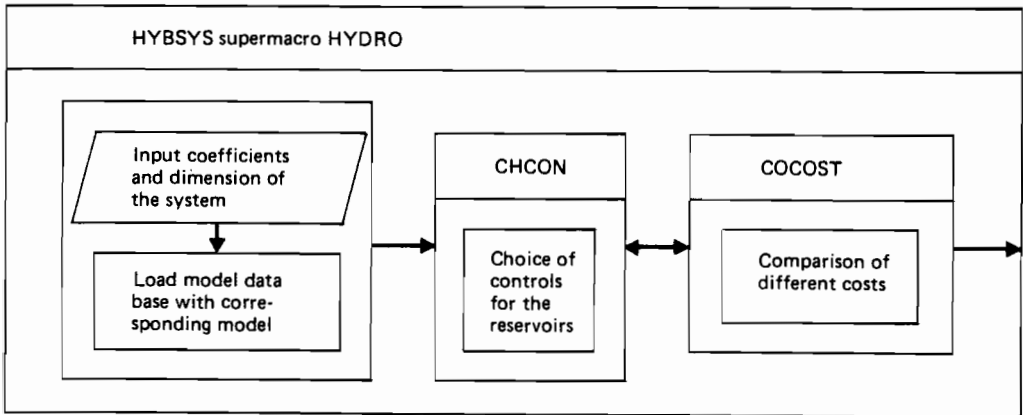 HYBSYS supermacro HYDRO
Input coefficients
and dimension of
the system
Load model data
base with corre-
sponding model
CHCON
Choice of
controls
for the
reservoirs
COCOST
Comparison of
different costs